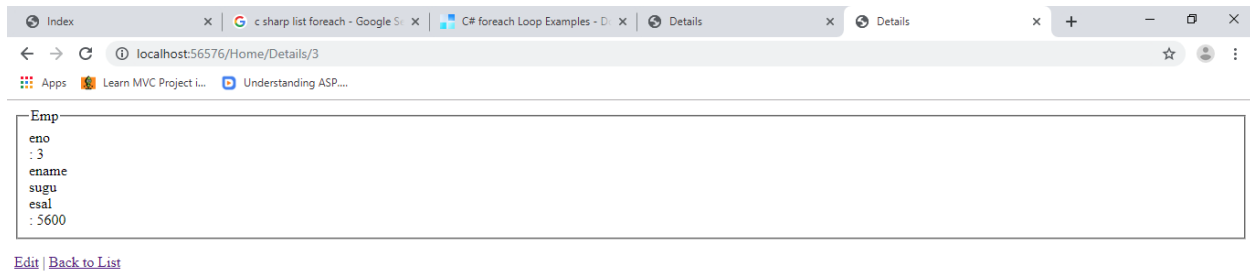 Index
c sharp list foreach - Google Se
C# foreach Loop Examples - D
Details
Details
localhost:56576/Home/Details/3
Apps
Learn MVC Project i...
Understanding ASP....
Emp
eno
: 3
ename
sugu
esal
: 5600
Edit | Back to List